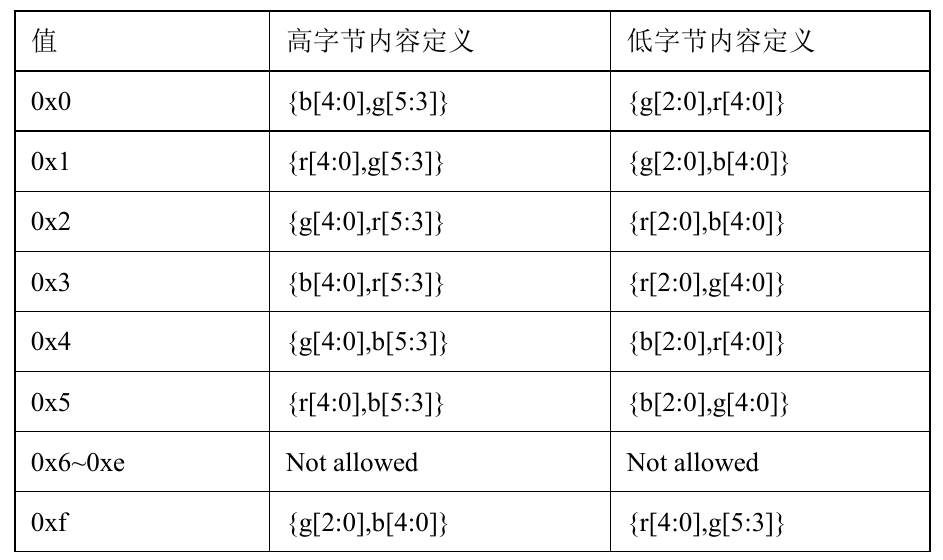 值 高字节内容定义 低字节内容定义
0x0 {b[4:0],g[5:3]} {g[2:0],r[4:0]}
0x1 {r[4:0],g[5:3]} {g[2:0],b[4:0]}
0x2 {g[4:0],r[5:3]} {r[2:0],b[4:0]}
0x3 {b[4:0],r[5:3]} {r[2:0],g[4:0]}
0x4 {g[4:0],b[5:3]} {b[2:0],r[4:0]}
0x5 {r[4:0],b[5:3]} {b[2:0],g[4:0]}
0x6~0xe Not allowed Not allowed
0xf {g[2:0],b[4:0]} {r[4:0],g[5:3]}